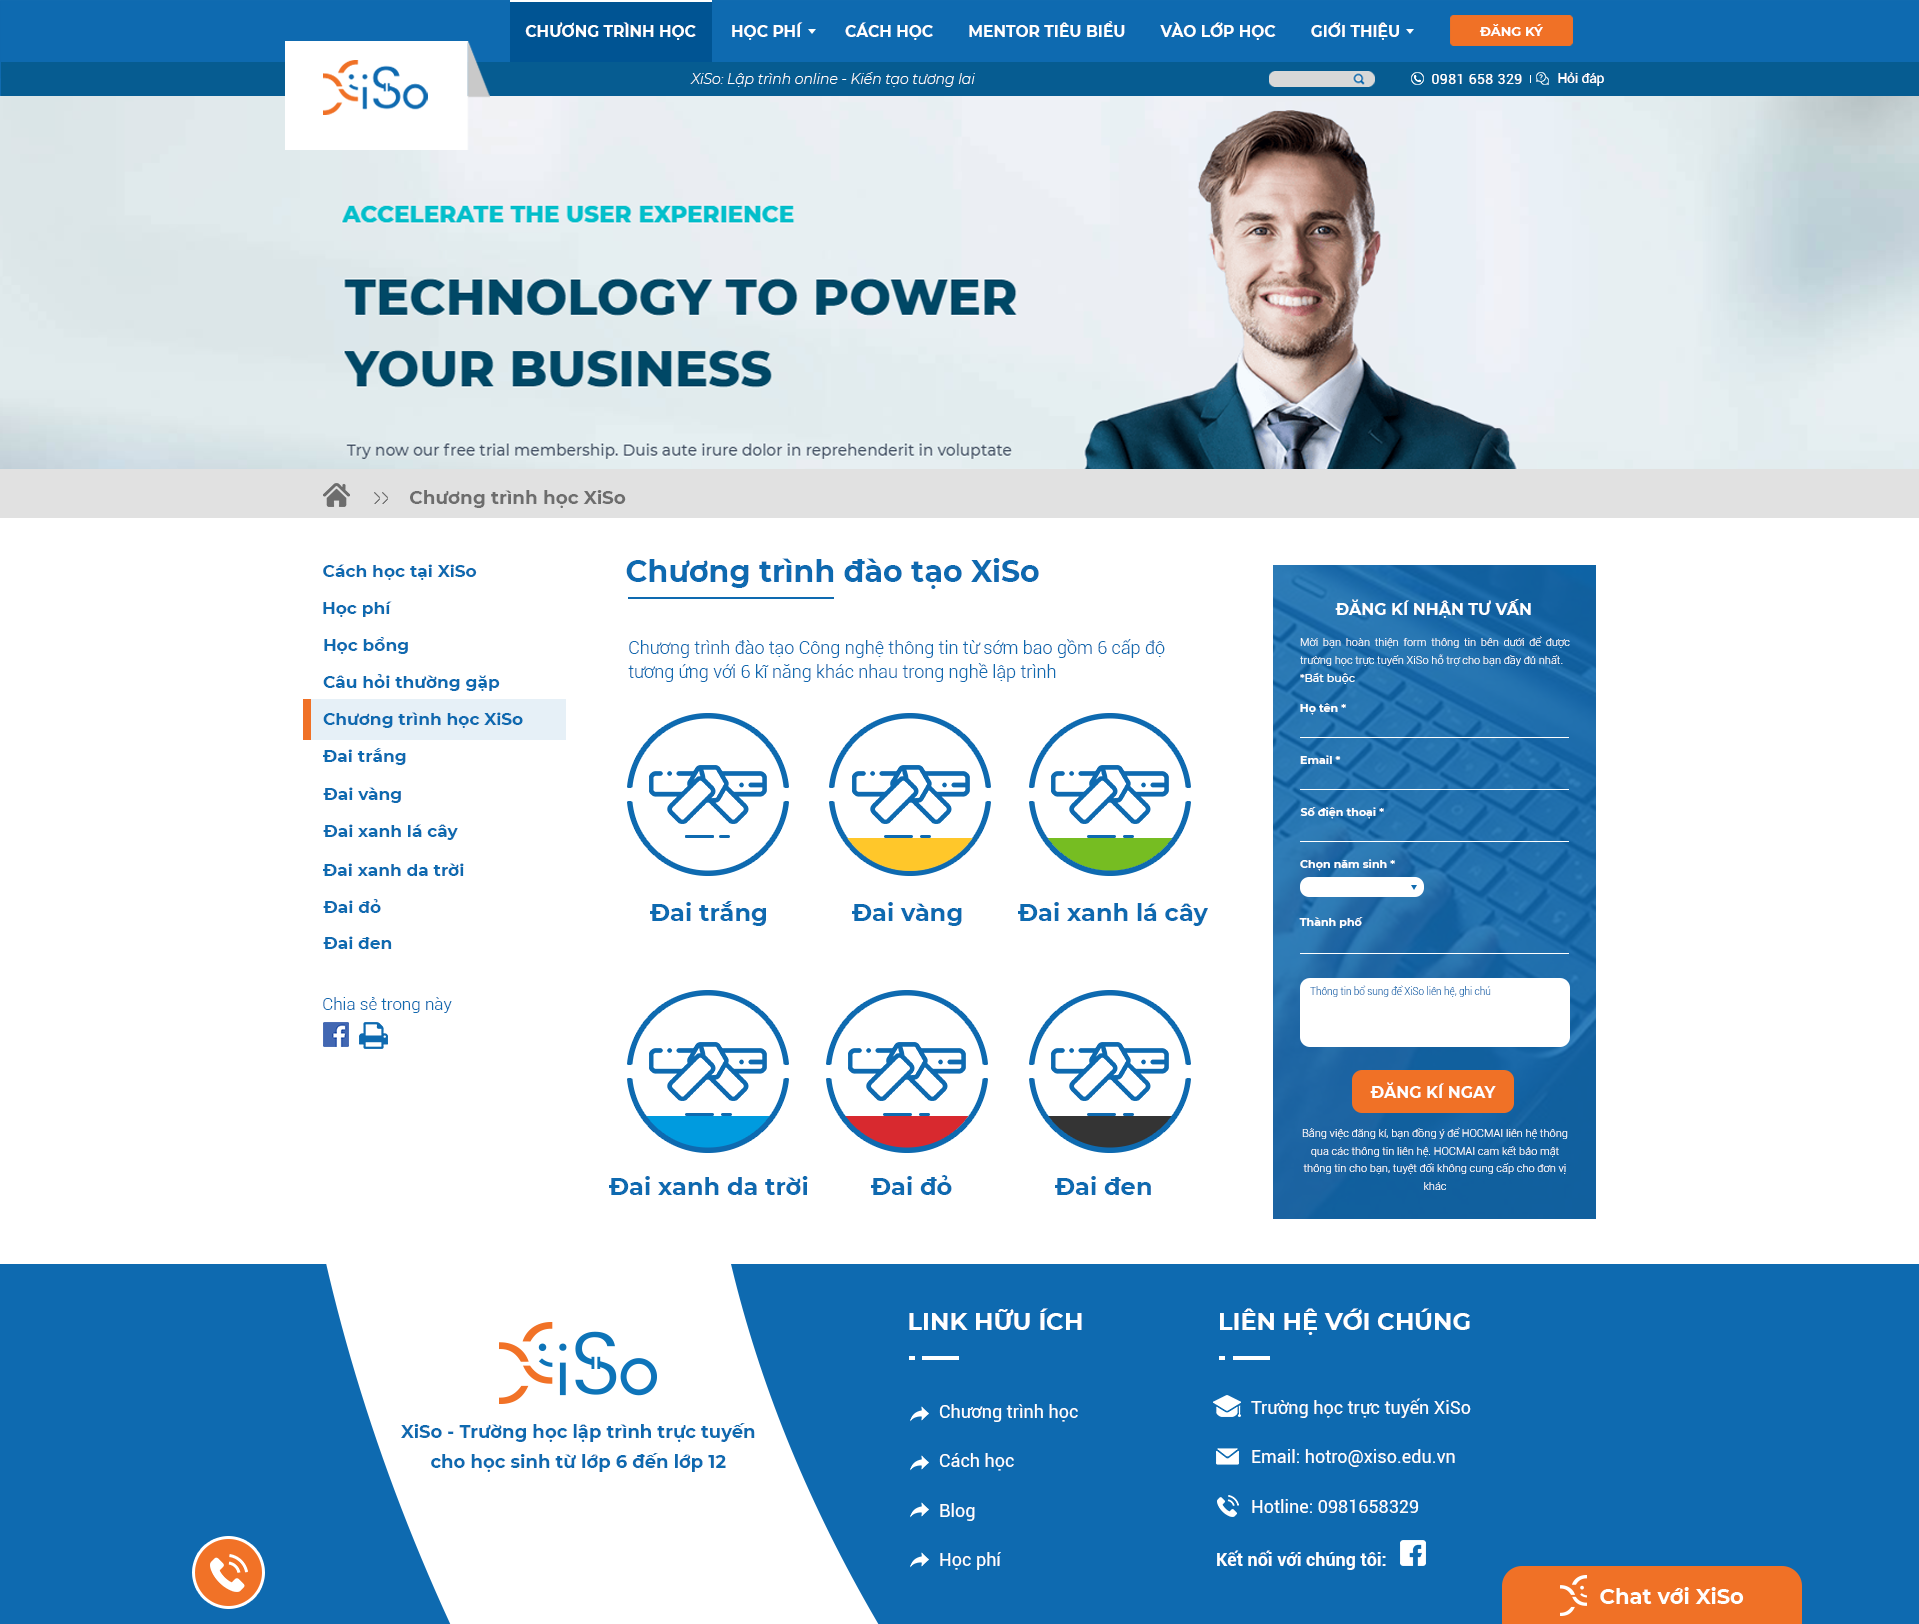 CHƯƠNG TRÌNH HỌC
HỌC PHÍ
CÁCH HỌC
MENTOR TIÊU BIỂU
VÀO LỚP HỌC
GIỚI THIỆU
ĐĂNG KÝ
XiSo: Lập trình online - Kiến tạo tương lai
0981 658 329
Hỏi đáp
XiSo
ACCELERATE THE USER EXPERIENCE
TECHNOLOGY TO POWER
YOUR BUSINESS
Try now our free trial membership. Duis aute irure dolor in reprehenderit in voluptate
Chương trình học XiSo
Cách học tại XiSo
Học phí
Học bổng
Câu hỏi thường gặp
Chương trình học XiSo
Đai trắng
Đai vàng
Đai xanh lá cây
Đai xanh da trời
Đai đỏ
Đai đen
Chia sẻ trong này
Chương trình đào tạo XiSo
Chương trình đào tạo Công nghệ thông tin từ sớm bao gồm 6 cấp độ
tương ứng với 6 kĩ năng khác nhau trong nghề lập trình
Đai trắng
Đai vàng
Đai xanh lá cây
Đai xanh da trời
Đai đỏ
Đai đen
ĐĂNG KÍ NHẬN TƯ VẤN
Mời bạn hoàn thiện form thông tin bên dưới để được
trường học trực tuyến XiSo hỗ trợ cho bạn đầy đủ nhất.
*Bắt buộc
Họ tên *
Email *
Số điện thoại *
Chọn năm sinh *
Thành phố
Thông tin bổ sung để XiSo liên hệ, ghi chú
ĐĂNG KÍ NGAY
Bằng việc đăng kí, bạn đồng ý để HOCMAI liên hệ thông
qua các thông tin liên hệ. HOCMAI cam kết bảo mật
thông tin cho bạn, tuyệt đối không cung cấp cho đơn vị
khác
XiSo
XiSo - Trường học lập trình trực tuyến
cho học sinh từ lớp 6 đến lớp 12
LINK HỮU ÍCH
Chương trình học
Cách học
Blog
Học phí
LIÊN HỆ VỚI CHÚNG
Trường học trực tuyến XiSo
Email: hotro@xiso.edu.vn
Hotline: 0981658329
Kết nối với chúng tôi:
Chat với XiSo